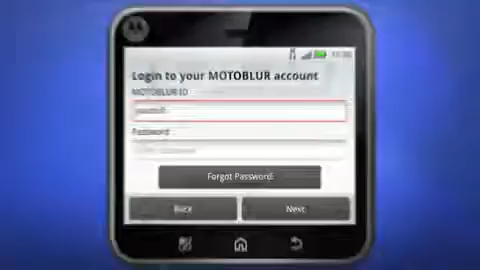 Login to your MOTOBLUR account
MOTOBLUR ID
Password
Forgot Password
Back
Next